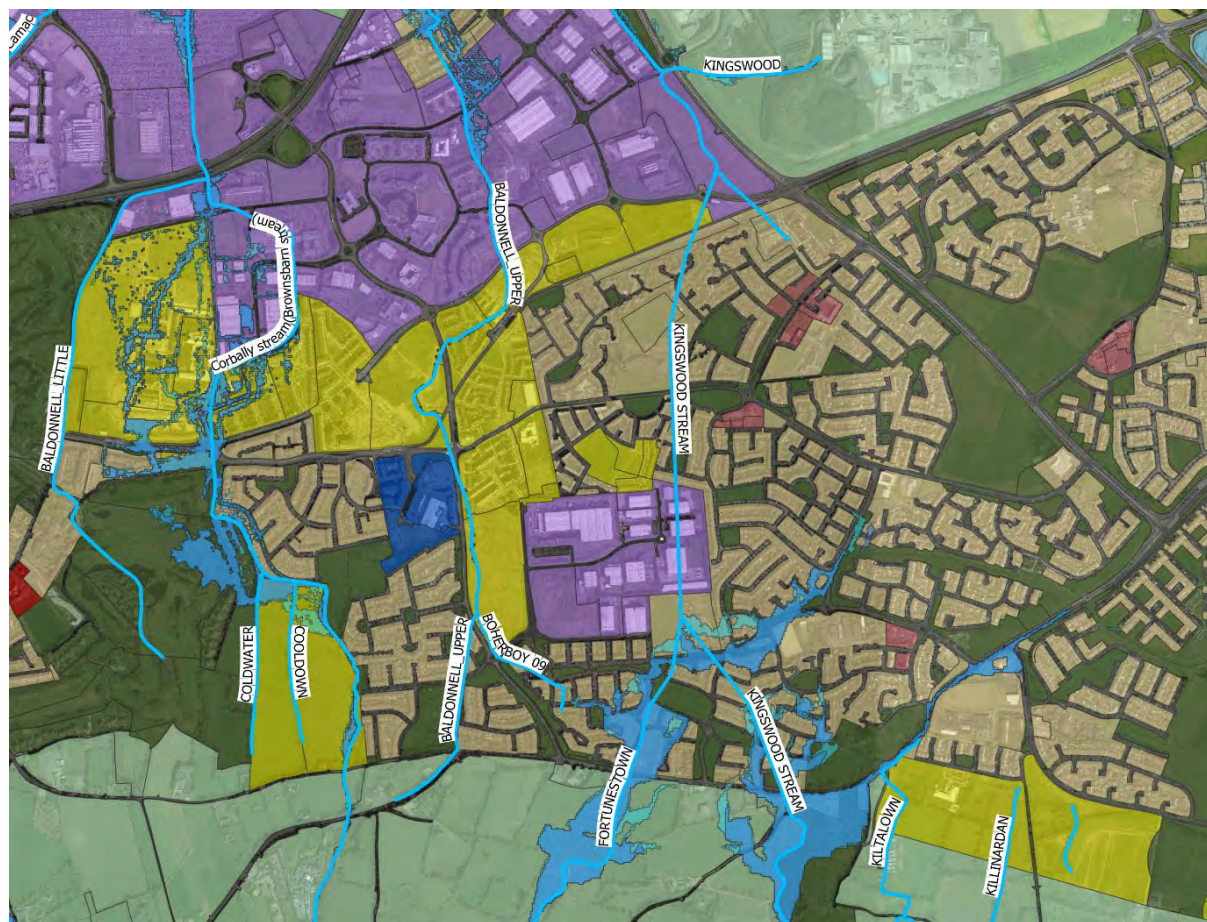 Camac
KINGSWOOD
BALDONNELL_UPPER
Corbally stream(Brownsbarn stream)
BALDONNELL_LITTLE
KINGSWOOD STREAM
COLDWATER
COOLDOWN
BALDONNELL_UPPER
BOHERBOY 09
FORTUNESTOWN
KINGSWOOD STREAM
KILTALOWN
KILLINARDAN